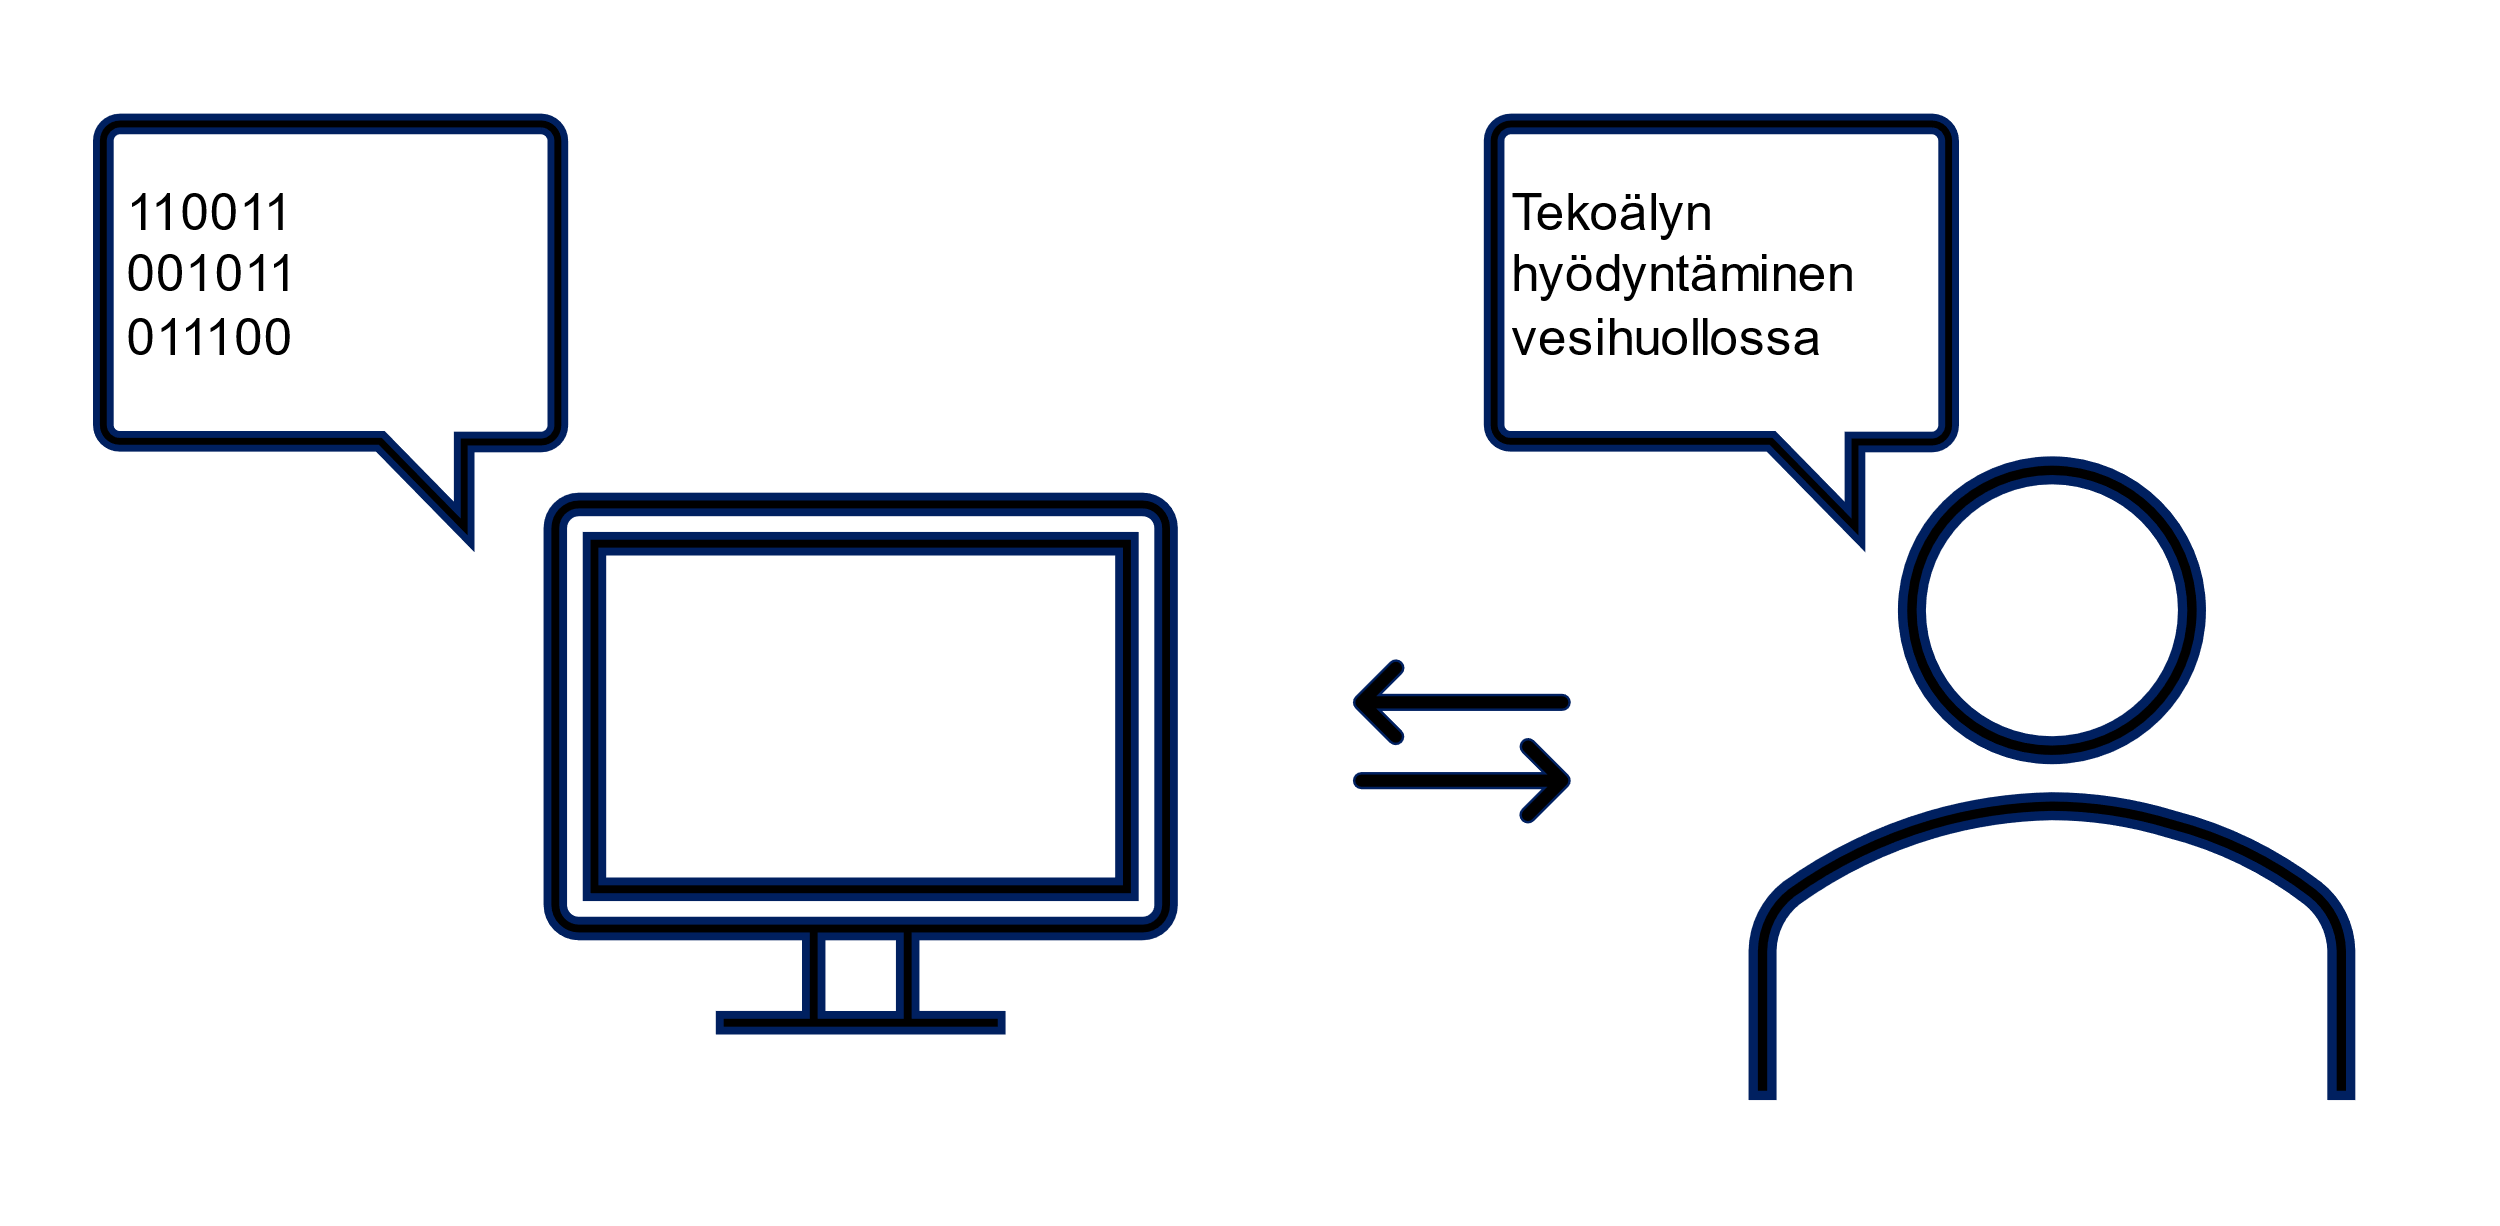 110011
001011
011100
Tekoälyn
hyödyntäminen
vesihuollossa